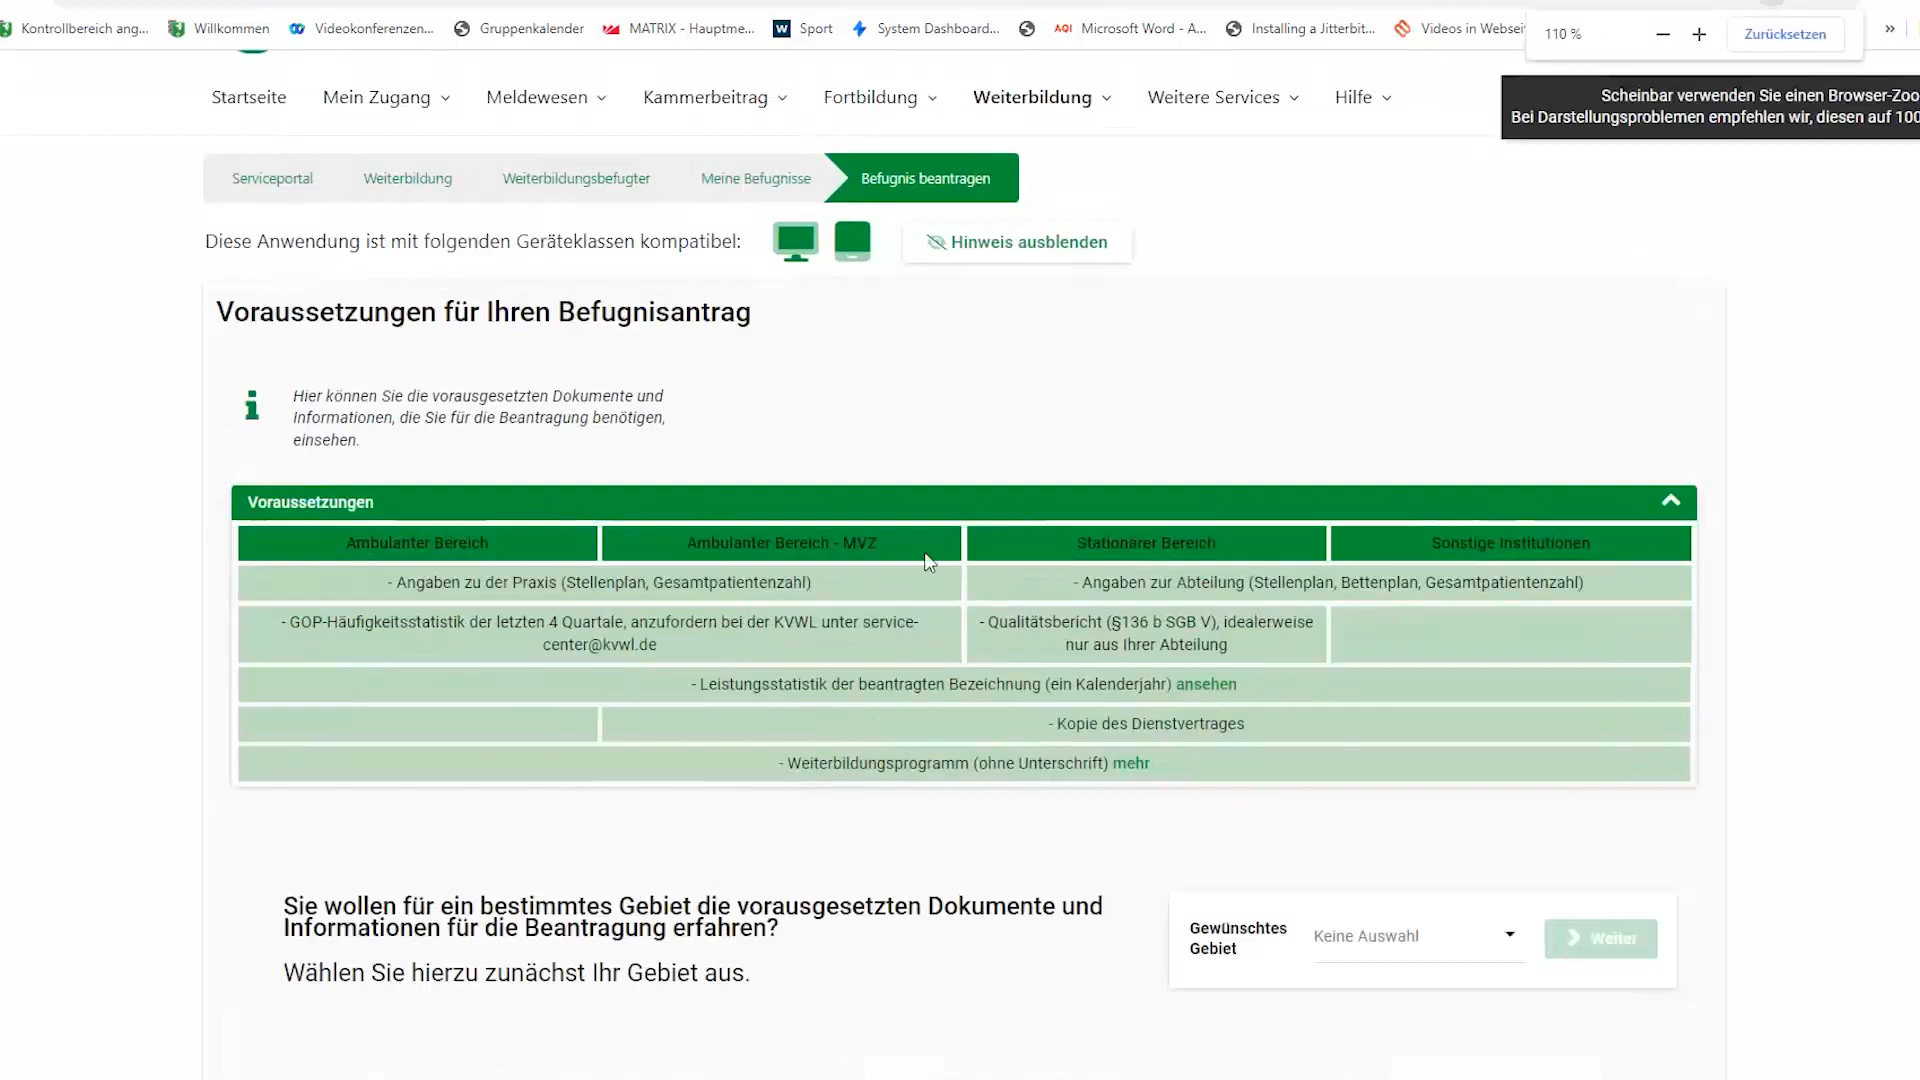 Kontrollbereich ang... Willkommen Videokonferenzen... Gruppenkalender MATRIX - Hauptme... W Sport System Dashboard... AQI Microsoft Word - A... Installing a Jitterbit... Videos in Webseit »
110 % Zurücksetzen
Startseite Mein Zugang Meldewesen Kammerbeitrag Fortbildung Weiterbildung Weitere Services Hilfe
Scheinbar verwenden Sie einen Browser-Zoo
Bei Darstellungsproblemen empfehlen wir, diesen auf 100
Serviceportal Weiterbildung Weiterbildungsbefugter Meine Befugnisse Befugnis beantragen
Diese Anwendung ist mit folgenden Geräteklassen kompatibel: Hinweis ausblenden
Voraussetzungen für Ihren Befugnisantrag
Hier können Sie die vorausgesetzten Dokumente und
Informationen, die Sie für die Beantragung benötigen,
einsehen.
Voraussetzungen
Ambulanter Bereich Ambulanter Bereich - MVZ Stationärer Bereich Sonstige Institutionen
- Angaben zu der Praxis (Stellenplan, Gesamtpatientenzahl) - Angaben zur Abteilung (Stellenplan, Bettenplan, Gesamtpatientenzahl)
- GOP-Häufigkeitsstatistik der letzten 4 Quartale, anzufordern bei der KVWL unter service-
center@kvwl.de
- Qualitätsbericht (§136 b SGB V), idealerweise
nur aus Ihrer Abteilung
- Leistungsstatistik der beantragten Bezeichnung (ein Kalenderjahr) ansehen
- Kopie des Dienstvertrages
- Weiterbildungsprogramm (ohne Unterschrift) mehr
Sie wollen für ein bestimmtes Gebiet die vorausgesetzten Dokumente und
Informationen für die Beantragung erfahren?
Wählen Sie hierzu zunächst Ihr Gebiet aus.
Gewünschtes
Gebiet
Keine Auswahl
Weiter